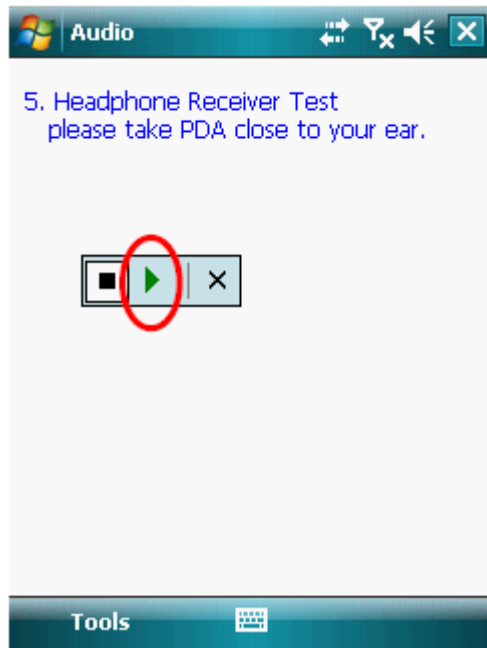 Audio
5. Headphone Receiver Test
please take PDA close to your ear.
Tools